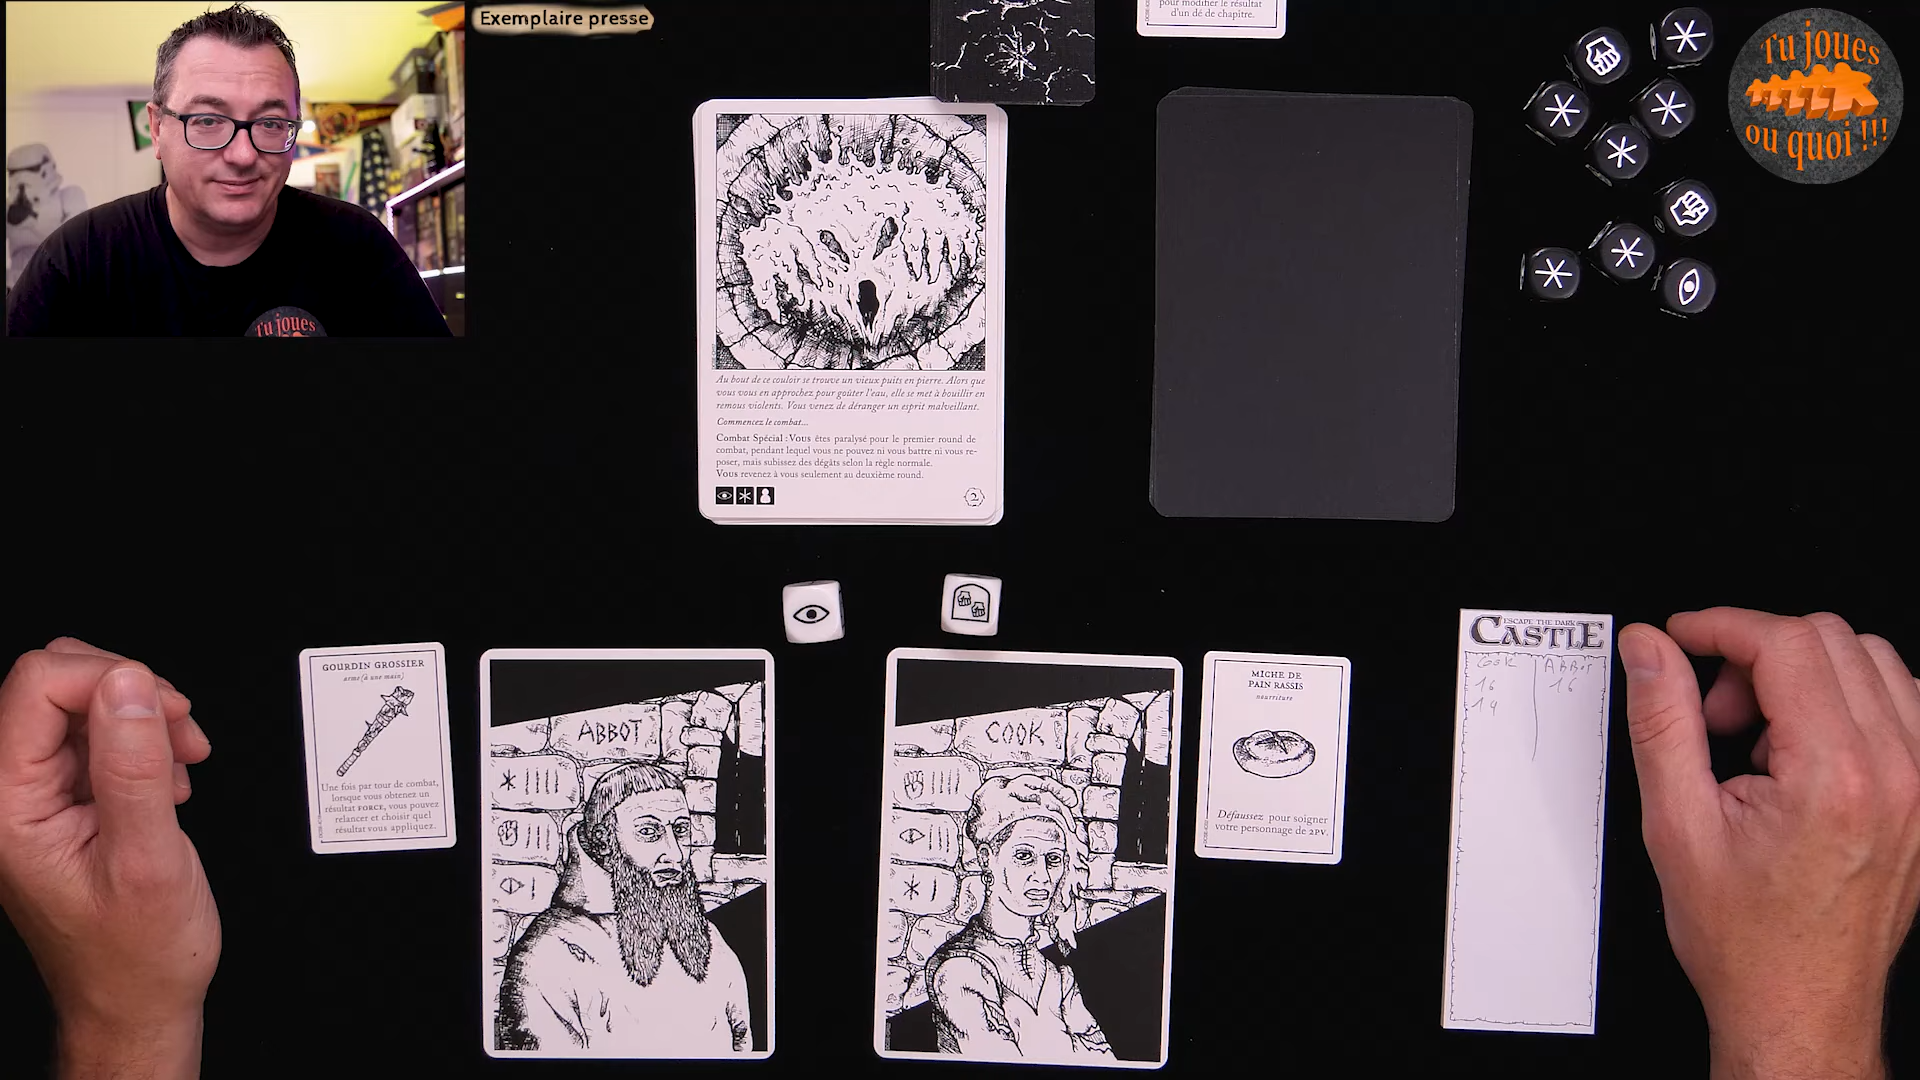 Exemplaire presse
pour modifier le résultat
d'un dé de chapitre.
Tu joues
ou quoi !!!
Tu joues
Au bout de ce couloir se trouve un vieux puits en pierre. Alors que
vous vous en approchez pour goûter l'eau, elle se met à bouillir en
remous violents. Vous venez de déranger un esprit malveillant.
Commencez le combat...
Combat Spécial : Vous êtes paralysé pour le premier round de
combat, pendant lequel vous ne pouvez ni vous battre ni vous re-
poser, mais subissez des dégâts selon la règle normale.
Vous revenez à vous seulement au deuxième round.
2
GOURDIN GROSSIER
arme (à une main)
Une fois par tour de combat,
lorsque vous obtenez un
résultat FORCE, vous pouvez
relancer et choisir quel
résultat vous appliquez.
ABBOT
COOK
MICHE DE
PAIN RASSIS
nourriture
Défaussez pour soigner
votre personnage de 2PV.
ESCAPE THE DARK
CASTLE
COOK ABBOT
16 16
14